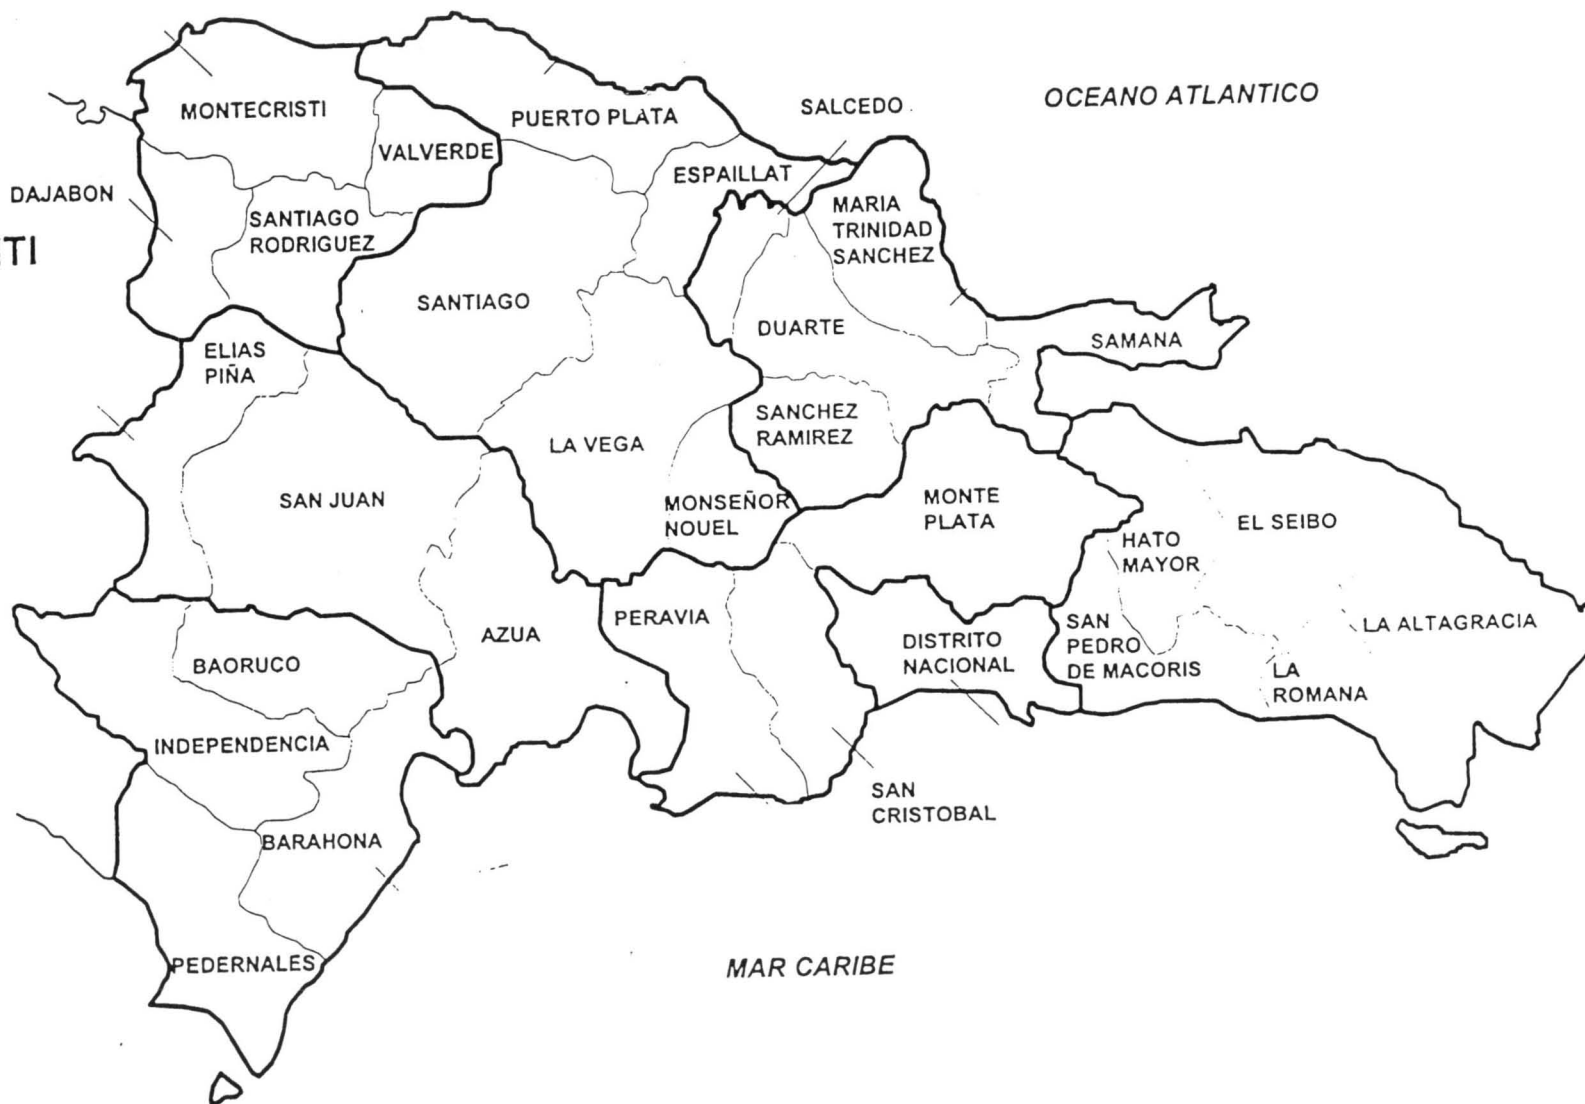 OCEANO ATLANTICO
SALCEDO
MONTECRISTI
PUERTO PLATA
VALVERDE
ESPAILLAT
DAJABON
TI
SANTIAGO
RODRIGUEZ
MARIA
TRINIDAD
SANCHEZ
SANTIAGO
DUARTE
SAMANA
ELIAS
PIÑA
SANCHEZ
RAMIREZ
LA VEGA
SAN JUAN
MONSEÑOR
NOUEL
MONTE
PLATA
EL SEIBO
HATO
MAYOR
PERAVIA
AZUA
DISTRITO
NACIONAL
SAN
PEDRO
DE MACORIS
LA ALTAGRACIA
LA
ROMANA
BAORUCO
INDEPENDENCIA
SAN
CRISTOBAL
BARAHONA
PEDERNALES
MAR CARIBE